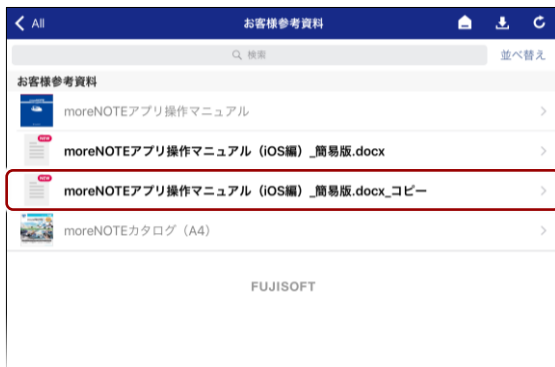 All お客様参考資料
検索 並べ替え
お客様参考資料
moreNOTEアプリ操作マニュアル
NEW
moreNOTEアプリ操作マニュアル（iOS編）_簡易版.docx
NEW
moreNOTEアプリ操作マニュアル（iOS編）_簡易版.docx_コピー
moreNOTEカタログ（A4）
FUJISOFT